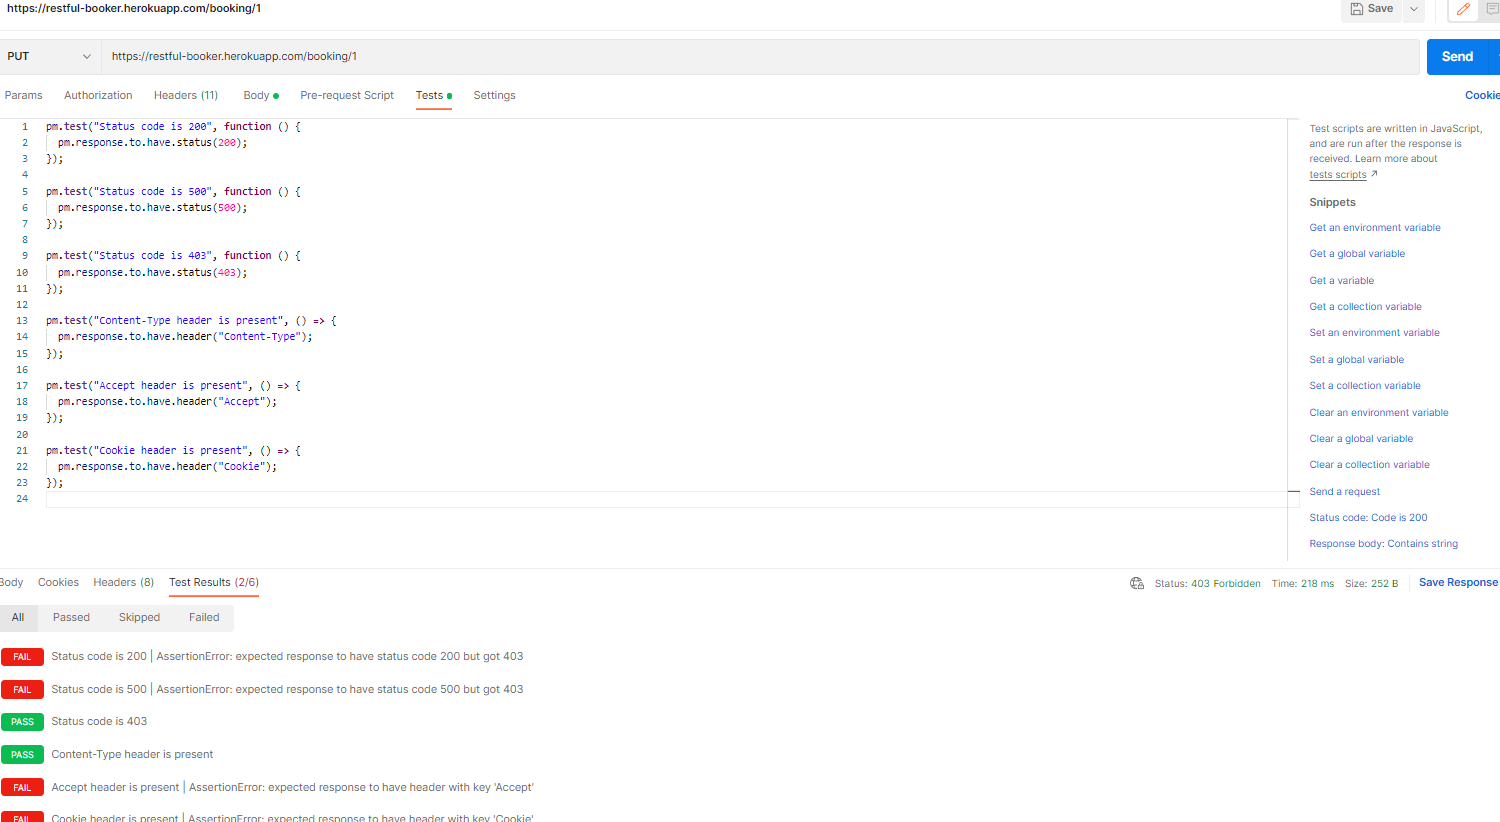 https://restful-booker.herokuapp.com/booking/1
Save
PUT
https://restful-booker.herokuapp.com/booking/1
Send
Params Authorization Headers (11) Body Pre-request Script Tests Settings
Cookie
1 pm.test("Status code is 200", function () {
2 pm.response.to.have.status(200);
3 });
4
5 pm.test("Status code is 500", function () {
6 pm.response.to.have.status(500);
7 });
8
9 pm.test("Status code is 403", function () {
10 pm.response.to.have.status(403);
11 });
12
13 pm.test("Content-Type header is present", () => {
14 pm.response.to.have.header("Content-Type");
15 });
16
17 pm.test("Accept header is present", () => {
18 pm.response.to.have.header("Accept");
19 });
20
21 pm.test("Cookie header is present", () => {
22 pm.response.to.have.header("Cookie");
23 });
24
Test scripts are written in JavaScript,
and are run after the response is
received. Learn more about
tests scripts ↗
Snippets
Get an environment variable
Get a global variable
Get a variable
Get a collection variable
Set an environment variable
Set a global variable
Set a collection variable
Clear an environment variable
Clear a global variable
Clear a collection variable
Send a request
Status code: Code is 200
Response body: Contains string
Body Cookies Headers (8) Test Results (2/6)
Status: 403 Forbidden Time: 218 ms Size: 252 B Save Response
All Passed Skipped Failed
FAIL Status code is 200 | AssertionError: expected response to have status code 200 but got 403
FAIL Status code is 500 | AssertionError: expected response to have status code 500 but got 403
PASS Status code is 403
PASS Content-Type header is present
FAIL Accept header is present | AssertionError: expected response to have header with key 'Accept'
FAIL Cookie header is present | AssertionError: expected response to have header with key 'Cookie'